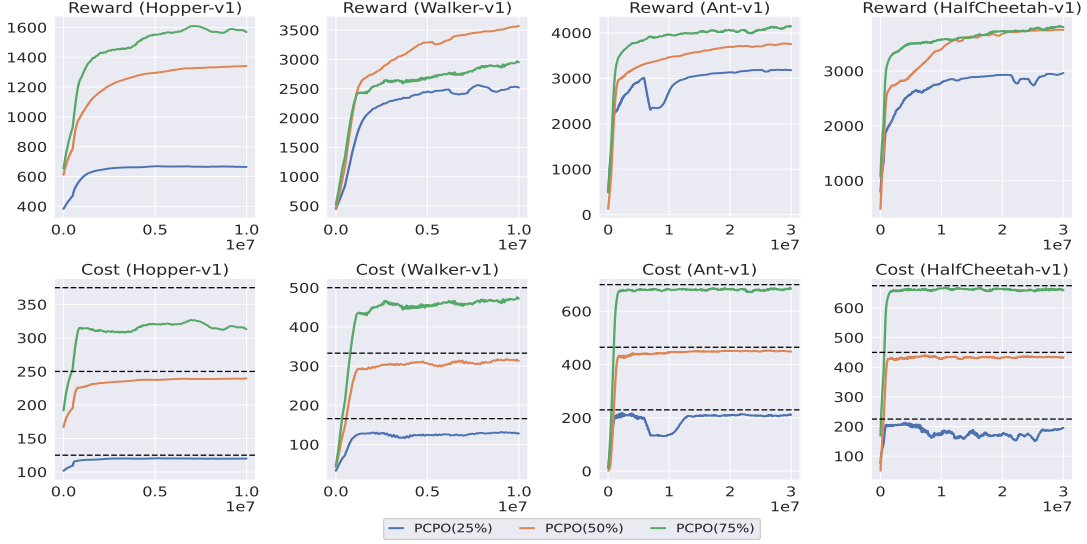 Reward (Hopper-v1)
1600
1400
1200
1000
800
600
400
0.0 0.5 1.0
1e7
Reward (Walker-v1)
3500
3000
2500
2000
1500
1000
500
0.0 0.5 1.0
1e7
Reward (Ant-v1)
4000
3000
2000
1000
0
0 1 2 3
1e7
Reward (HalfCheetah-v1)
3000
2000
1000
0 1 2 3
1e7
Cost (Hopper-v1)
350
300
250
200
150
100
0.0 0.5 1.0
1e7
Cost (Walker-v1)
500
400
300
200
100
0.0 0.5 1.0
1e7
Cost (Ant-v1)
600
400
200
0
0 1 2 3
1e7
Cost (HalfCheetah-v1)
600
500
400
300
200
100
0 1 2 3
1e7
PCPO(25%) PCPO(50%) PCPO(75%)